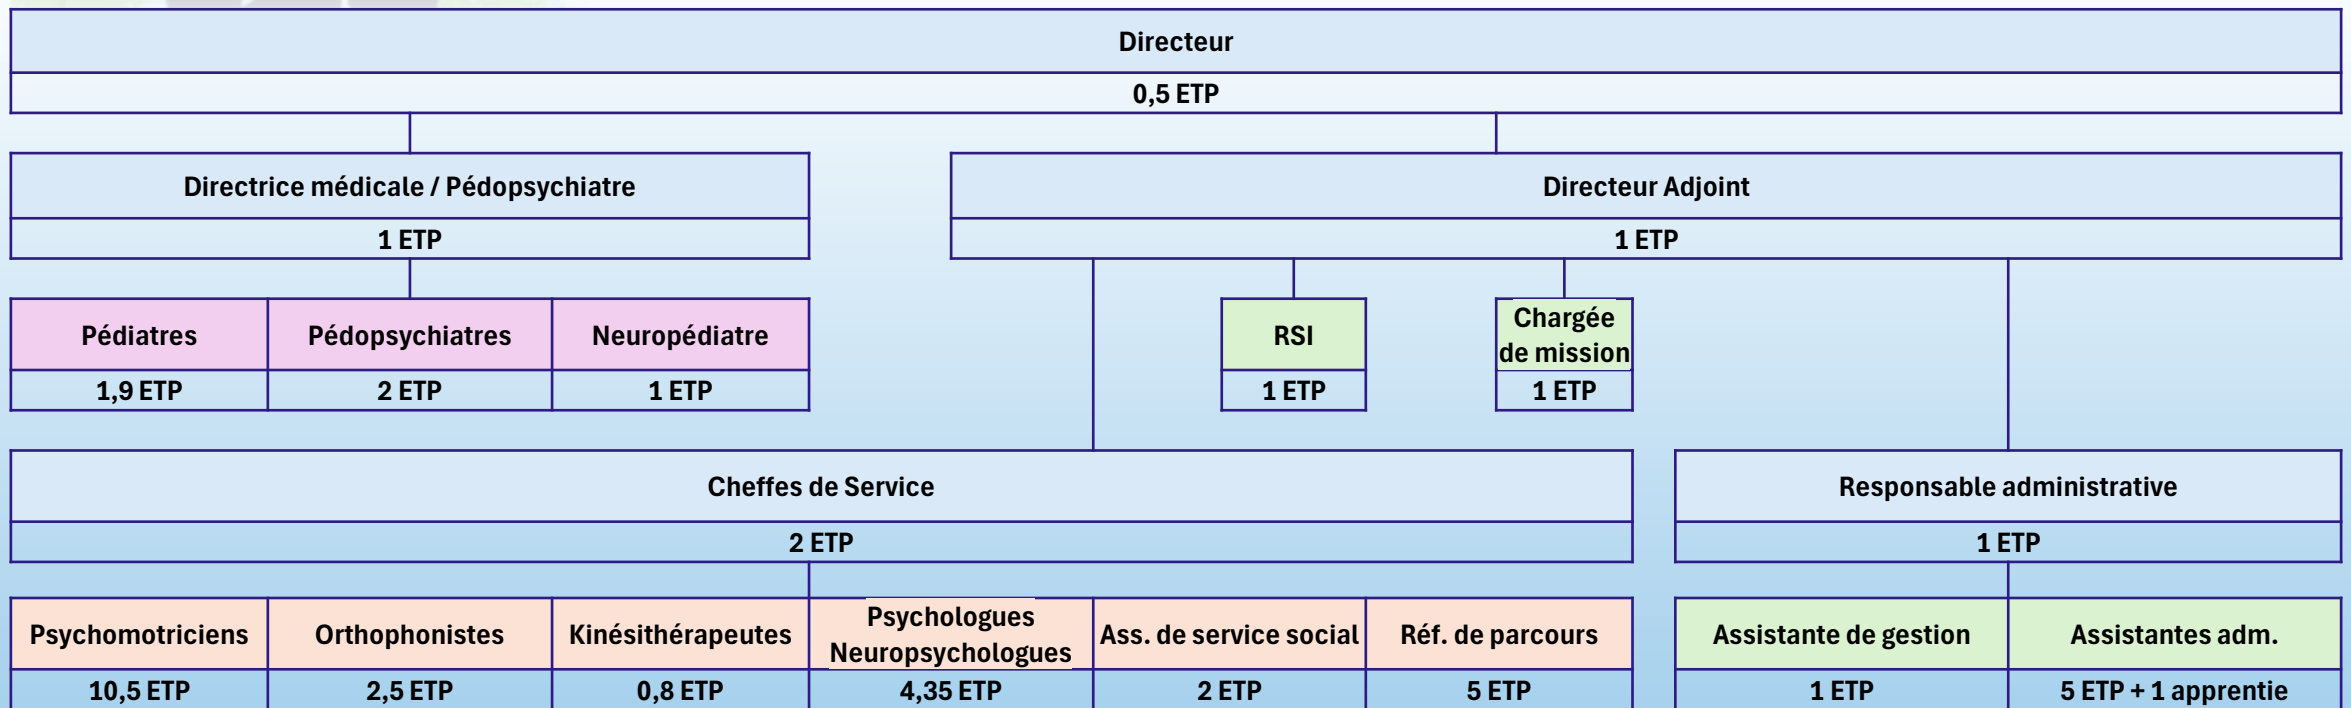 Directeur
0,5 ETP
Directrice médicale / Pédopsychiatre
Directeur Adjoint
1 ETP
1 ETP
Pédiatres
Pédopsychiatres
Neuropédiatre
RSI
Chargée
de mission
1,9 ETP
2 ETP
1 ETP
1 ETP
1 ETP
Cheffes de Service
Responsable administrative
2 ETP
1 ETP
Psychomotriciens
Orthophonistes
Kinésithérapeutes
Psychologues
Neuropsychologues
Ass. de service social
Réf. de parcours
Assistante de gestion
Assistantes adm.
10,5 ETP
2,5 ETP
0,8 ETP
4,35 ETP
2 ETP
5 ETP
1 ETP
5 ETP + 1 apprentie